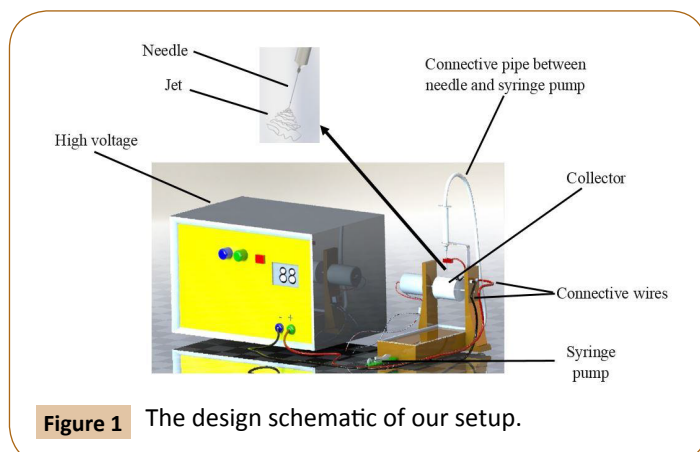 Needle
Jet
High voltage
Connective pipe between
needle and syringe pump
Collector
88
- +
Connective wires
Syringe
pump
Figure 1 The design schematic of our setup.